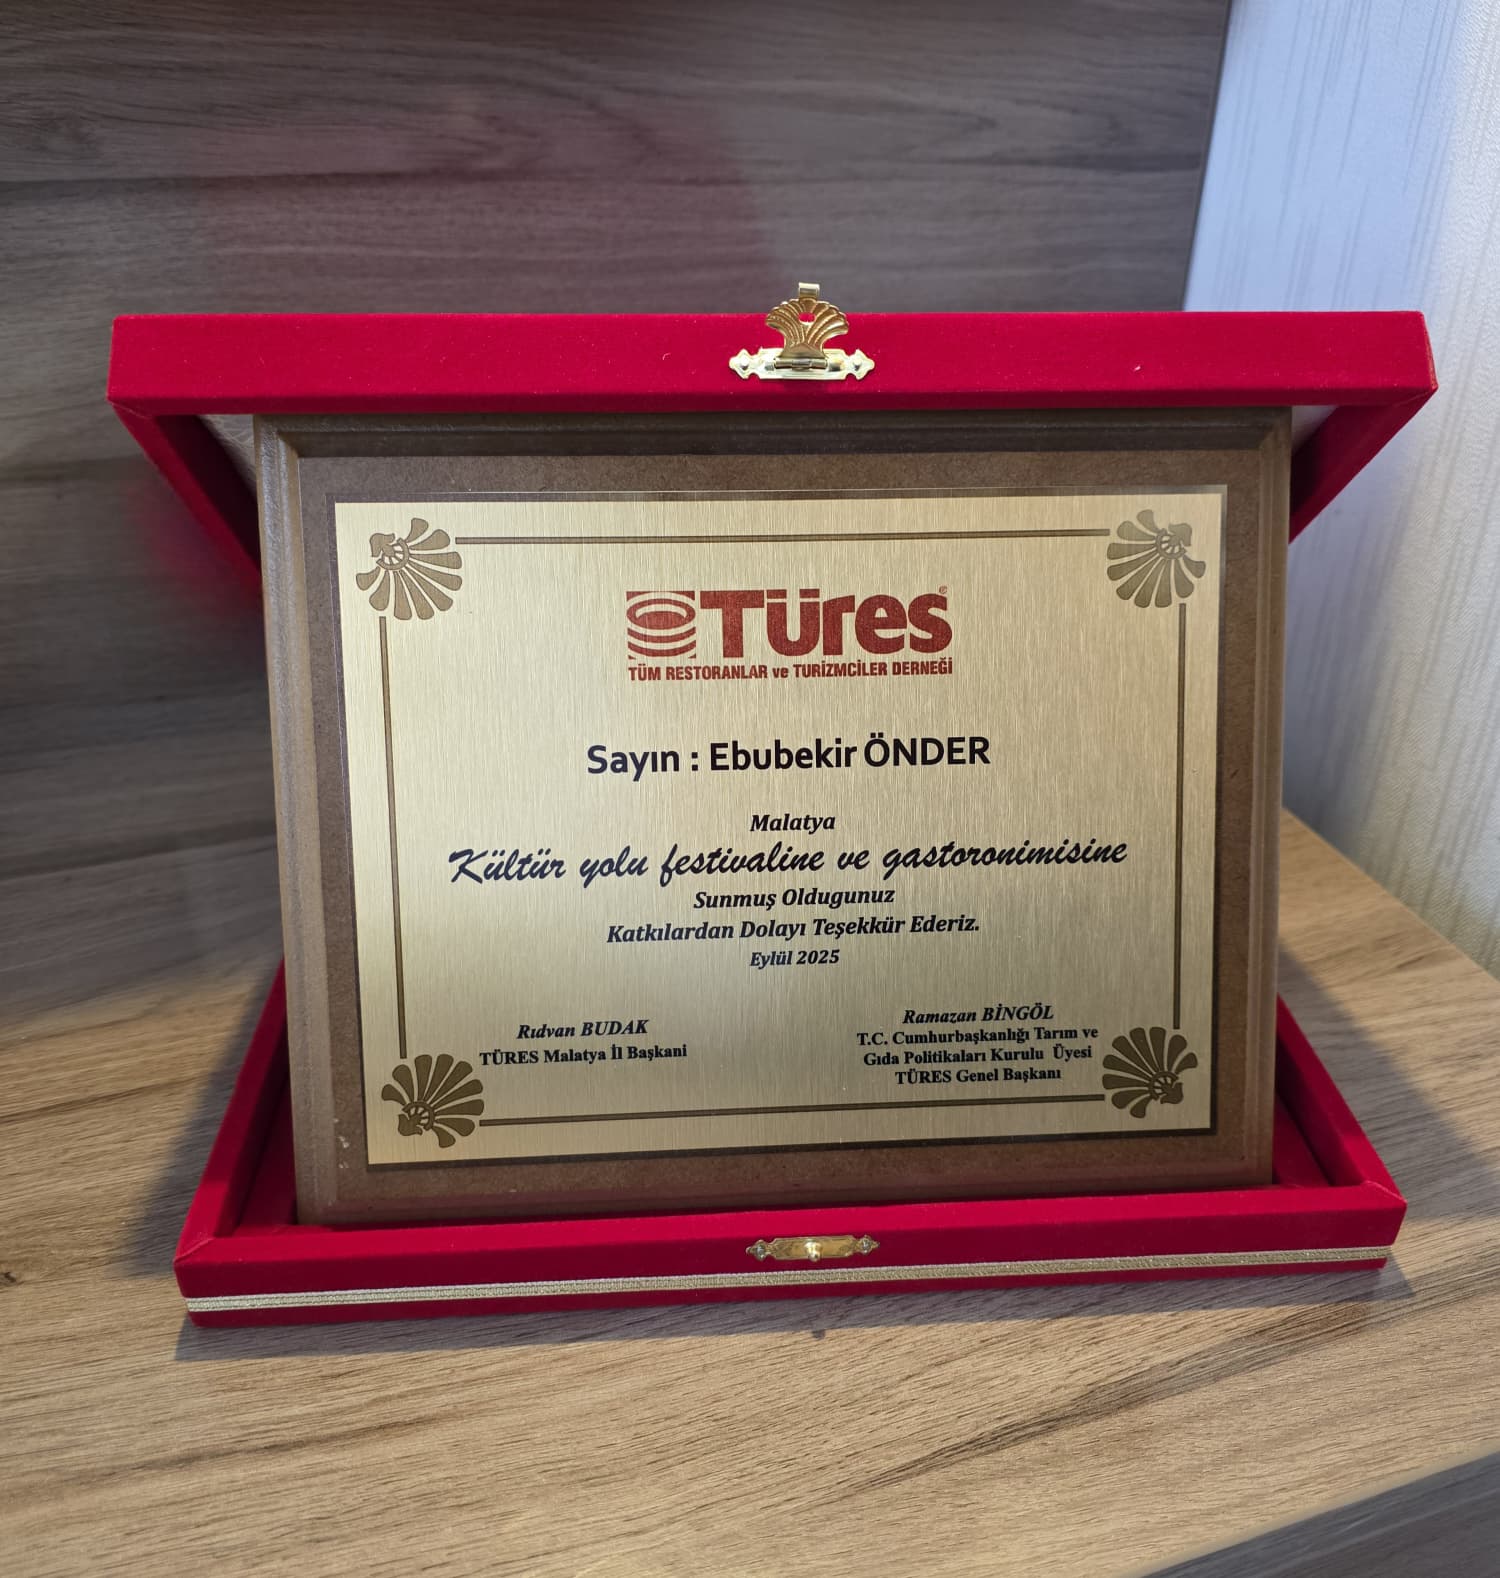 Türes®
TÜM RESTORANLAR ve TURİZMCİLER DERNEĞİ
Sayın : Ebubekir ÖNDER
Malatya
Kültür yolu festivaline ve gastoronimisine
Sunmuş Oldugunuz
Katkılardan Dolayı Teşekkür Ederiz.
Eylül 2025
Rıdvan BUDAK
TÜRES Malatya İl Başkani
Ramazan BİNGÖL
T.C. Cumhurbaşkanlığı Tarım ve
Gıda Politikaları Kurulu Üyesi
TÜRES Genel Başkanı